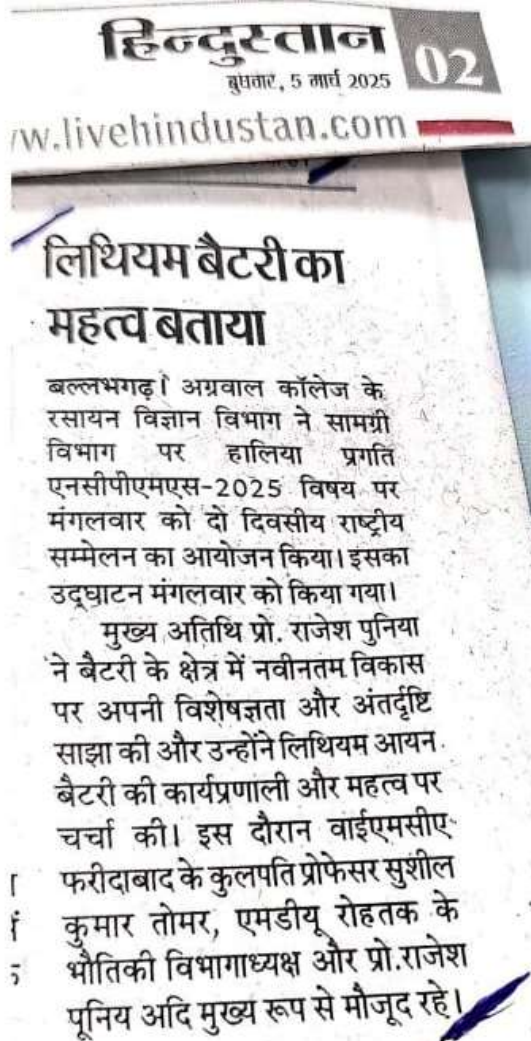 हिन्दुस्तान
02
बुधवार, 5 मार्च 2025
w.livehindustan.com
लिथियम बैटरी का
महत्व बताया
बल्लभगढ़। अग्रवाल कॉलेज के
रसायन विज्ञान विभाग ने सामग्री
विभाग पर हालिया प्रगति
एनसीपीएमएस-2025 विषय पर
मंगलवार को दो दिवसीय राष्ट्रीय
सम्मेलन का आयोजन किया। इसका
उद्घाटन मंगलवार को किया गया।
मुख्य अतिथि प्रो. राजेश पुनिया
ने बैटरी के क्षेत्र में नवीनतम विकास
पर अपनी विशेषज्ञता और अंतर्दृष्टि
साझा की और उन्होंने लिथियम आयन
बैटरी की कार्यप्रणाली और महत्व पर
चर्चा की। इस दौरान वाईएमसीए
फरीदाबाद के कुलपति प्रोफेसर सुशील
कुमार तोमर, एमडीयू रोहतक के
भौतिकी विभागाध्यक्ष और प्रो.राजेश
पूनिय अदि मुख्य रूप से मौजूद रहे।